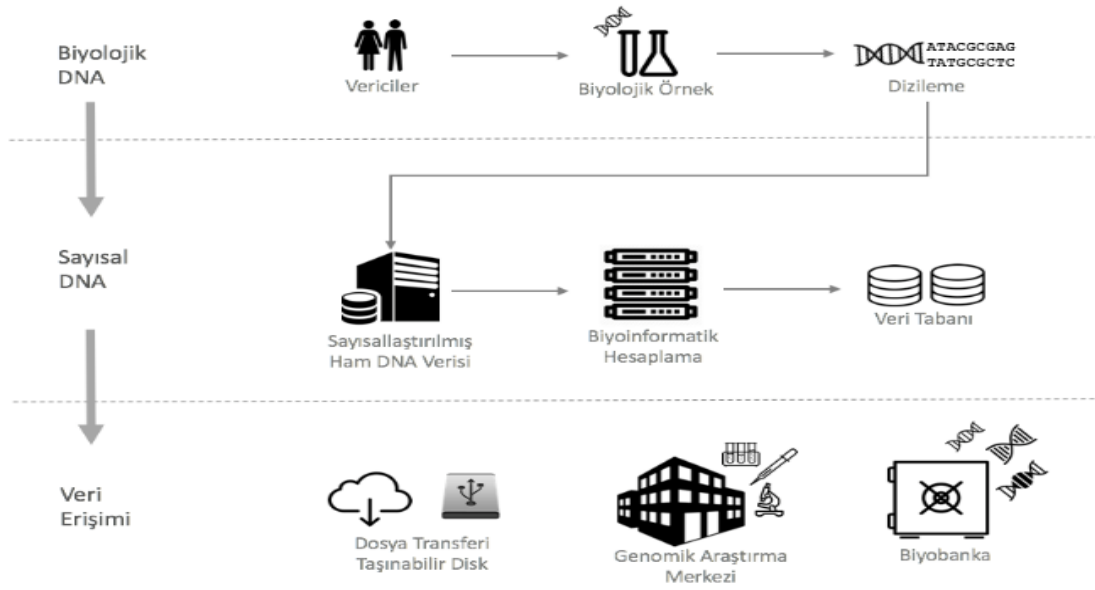 Biyolojik
DNA
Vericiler
Biyolojik Örnek
ATACGCGAG
TATGCGCTC
Dizileme
Sayısal
DNA
Sayısallaştırılmış
Ham DNA Verisi
Biyoinformatik
Hesaplama
Veri Tabanı
Veri
Erişimi
Dosya Transferi
Taşınabilir Disk
Genomik Araştırma
Merkezi
Biyobanka